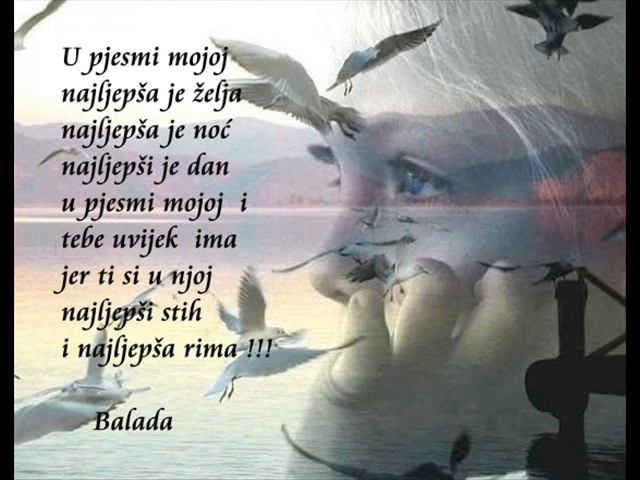 U pjesmi mojoj
najljepša je želja
najljepša je noć
najljepši je dan
u pjesmi mojoj i
tebe uvijek ima
jer ti si u njoj
najljepši stih
i najljepša rima !!!
Balada